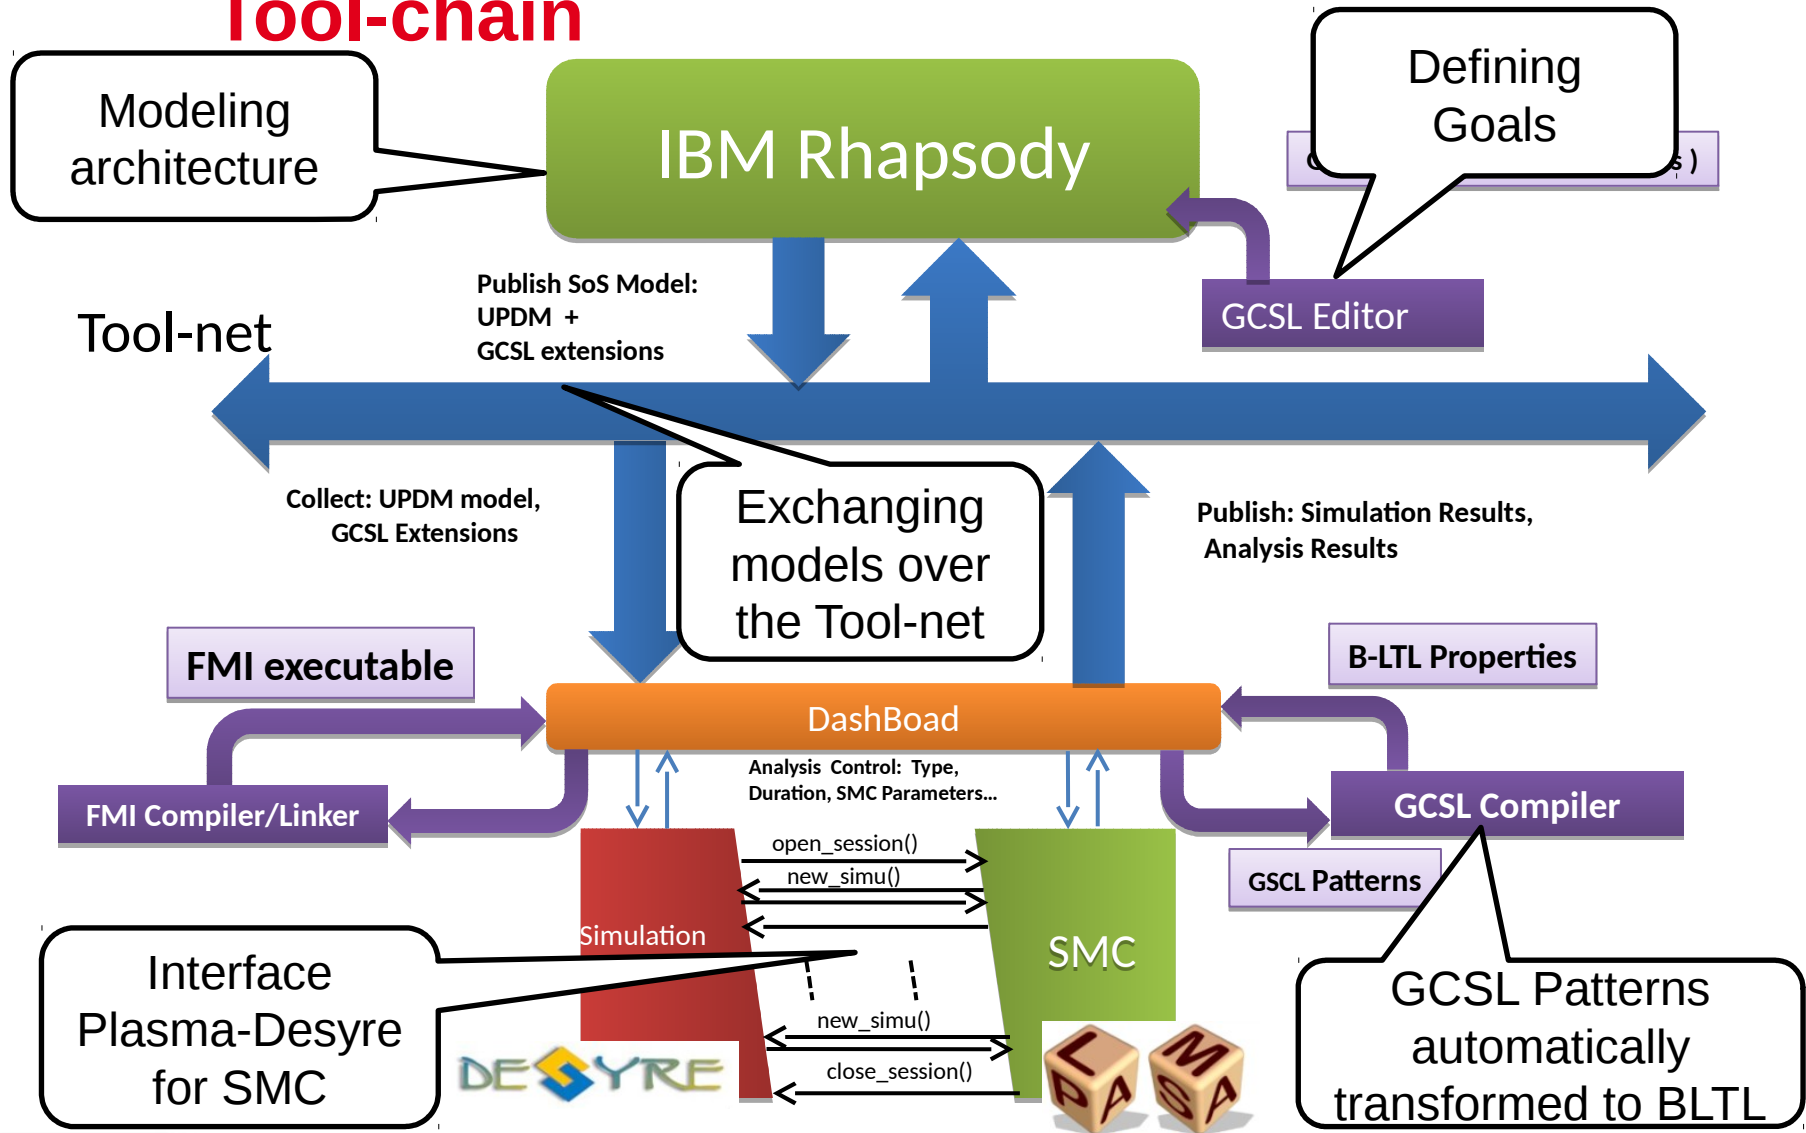 Tool-chain
Modeling
architecture
IBM Rhapsody
Defining
Goals
s )
GCSL Editor
Publish SoS Model:
UPDM +
GCSL extensions
Tool-net
Collect: UPDM model,
GCSL Extensions
Exchanging
models over
the Tool-net
Publish: Simulation Results,
Analysis Results
FMI executable
B-LTL Properties
DashBoad
Analysis Control: Type,
Duration, SMC Parameters...
FMI Compiler/Linker
GCSL Compiler
GSCL Patterns
open_session()
new_simu()
Simulation
SMC
Interface
Plasma-Desyre
for SMC
new_simu()
close_session()
DESYRE
L PA
M SA
GCSL Patterns
automatically
transformed to BLTL